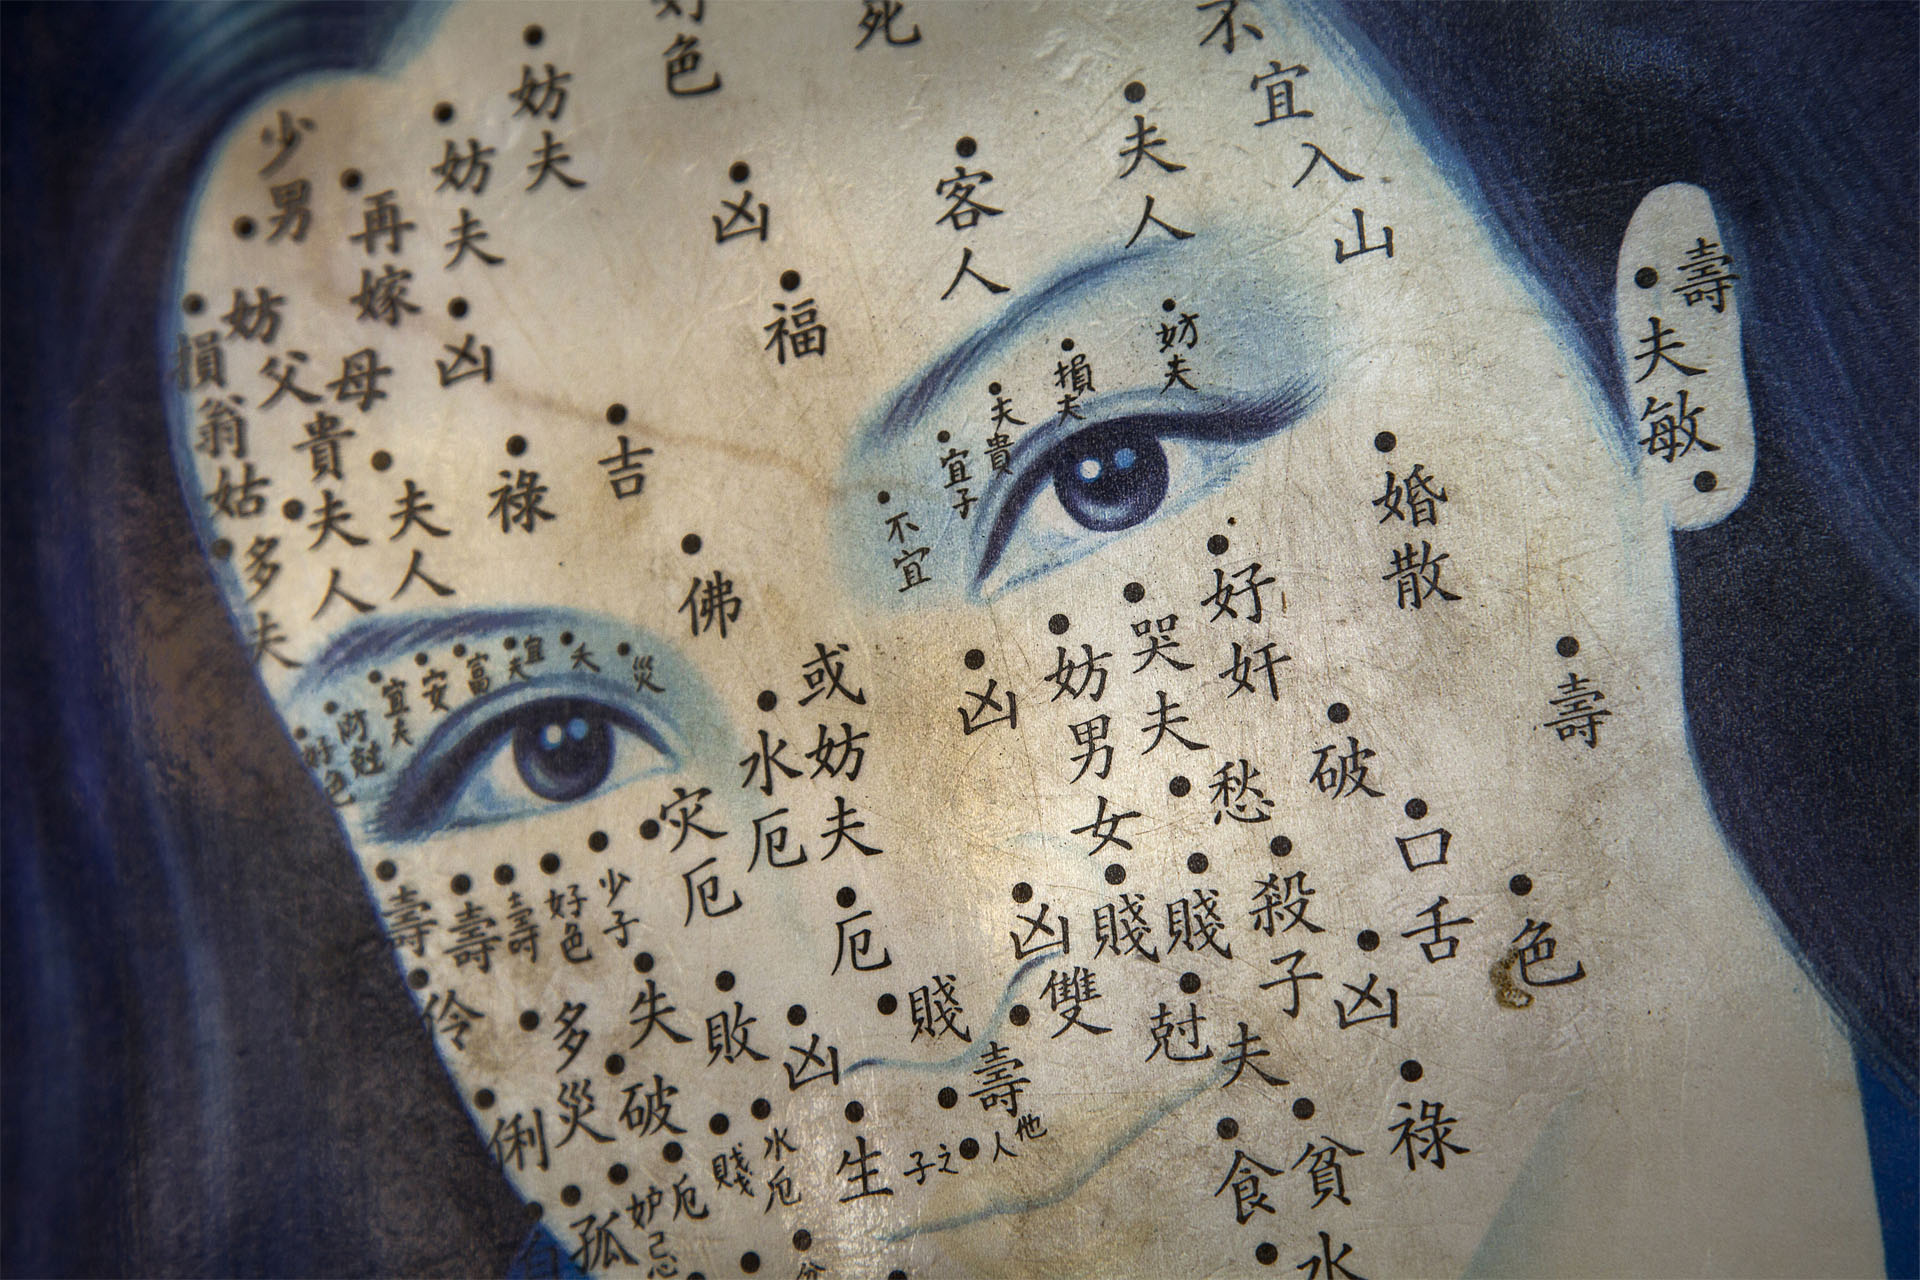 好色
死
不宜入山
妨夫
妨夫
少男
再嫁
凶
客人
夫人
福
壽
夫敏
妨父母
損翁姑
貴夫人
凶
夫人
祿
吉
多夫
佛
妨夫
損夫
夫貴
宜子
不宜
婚散
好奸
哭夫
妨男女
凶
壽
災
夫
宜夫
富
安
宜夫
好色
或妨夫
水厄
灾厄
厄
愁
破
口舌
色
殺子
賤
賤
凶
凶
雙
尅夫
賤
壽
壽
壽
壽
好色
少子
伶俐
多災
失
敗
凶
破
祿
貧
食
水
生
他人之子
水厄
賤
厄
妒忌
孤